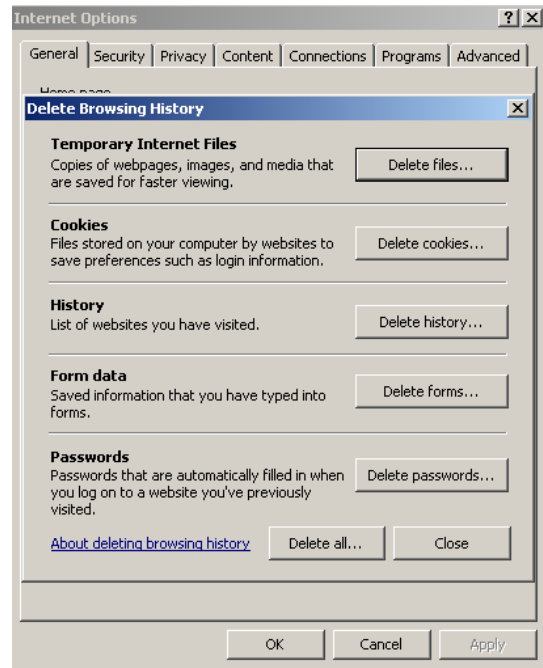 Internet Options
General Security Privacy Content Connections Programs Advanced
Home page
Delete Browsing History
Temporary Internet Files
Copies of webpages, images, and media that
are saved for faster viewing.
Delete files...
Cookies
Files stored on your computer by websites to
save preferences such as login information.
Delete cookies...
History
List of websites you have visited.
Delete history...
Form data
Saved information that you have typed into
forms.
Delete forms...
Passwords
Passwords that are automatically filled in when
you log on to a website you've previously
visited.
Delete passwords...
About deleting browsing history Delete all... Close
OK Cancel Apply